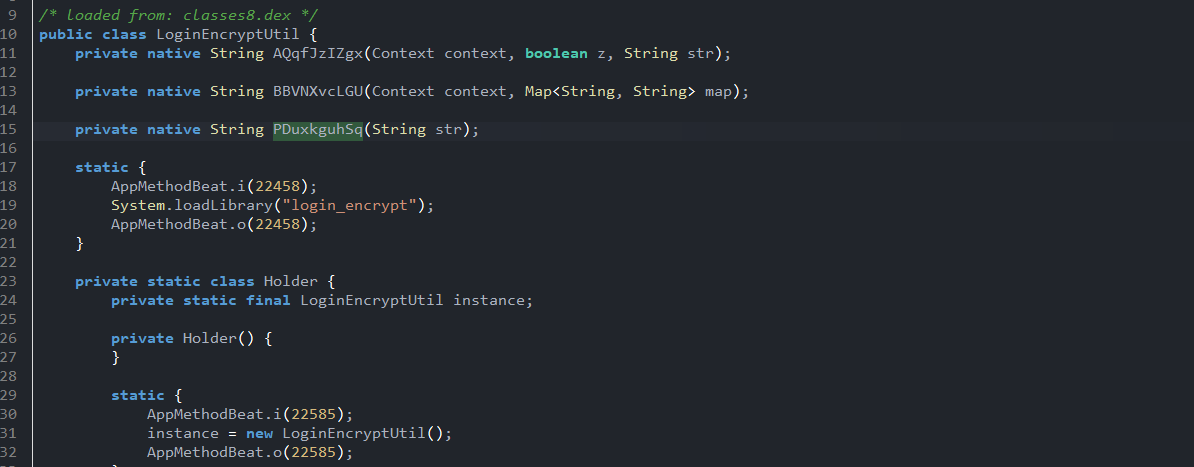 9 /* loaded from: classes8.dex */
10 public class LoginEncryptUtil {
11     private native String AQqfJzIZgx(Context context, boolean z, String str);
12
13     private native String BBVNXvcLGU(Context context, Map<String, String> map);
14
15     private native String PDuxkguhSq(String str);
16
17     static {
18         AppMethodBeat.i(22458);
19         System.loadLibrary("login_encrypt");
20         AppMethodBeat.o(22458);
21     }
22
23     private static class Holder {
24         private static final LoginEncryptUtil instance;
25
26         private Holder() {
27         }
28
29         static {
30             AppMethodBeat.i(22585);
31             instance = new LoginEncryptUtil();
32             AppMethodBeat.o(22585);